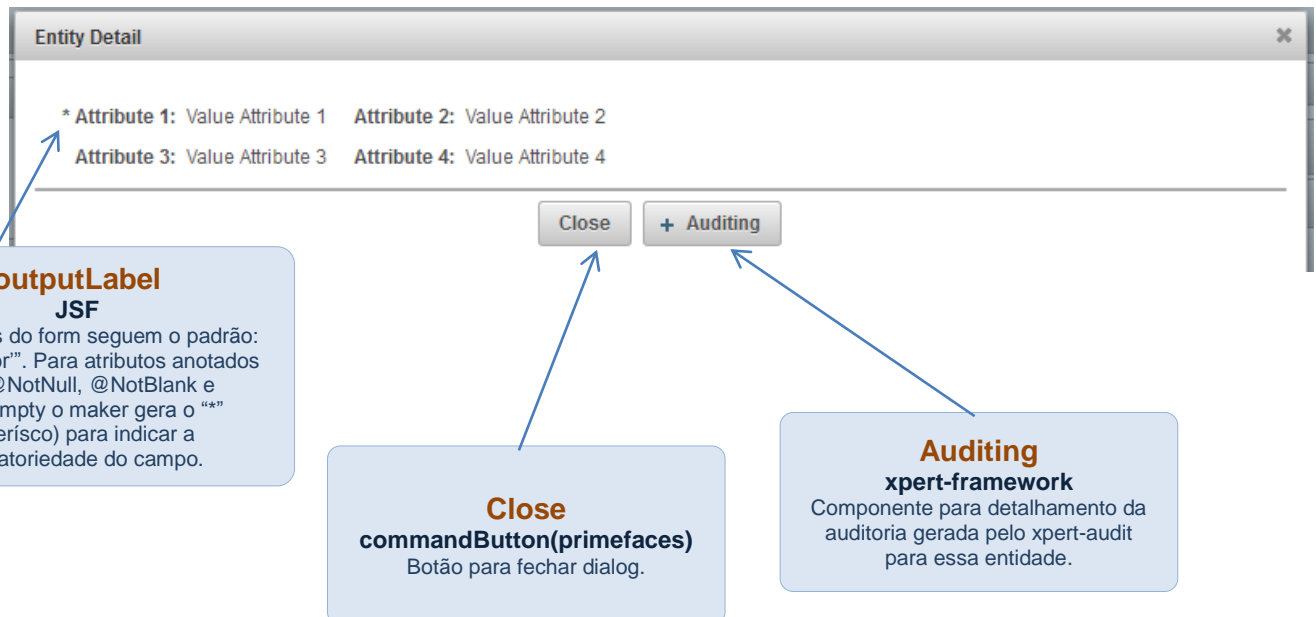 Entity Detail
* Attribute 1: Value Attribute 1 Attribute 2: Value Attribute 2
Attribute 3: Value Attribute 3 Attribute 4: Value Attribute 4
Close + Auditing
outputLabel
JSF
do form seguem o padrão:
Para atributos anotados
@NotNull, @NotBlank e
o maker gera o “*”
para indicar a
do campo.
Close
commandButton(primefaces)
Botão para fechar dialog.
Auditing
xpert-framework
Componente para detalhamento da
auditoria gerada pelo xpert-audit
para essa entidade.